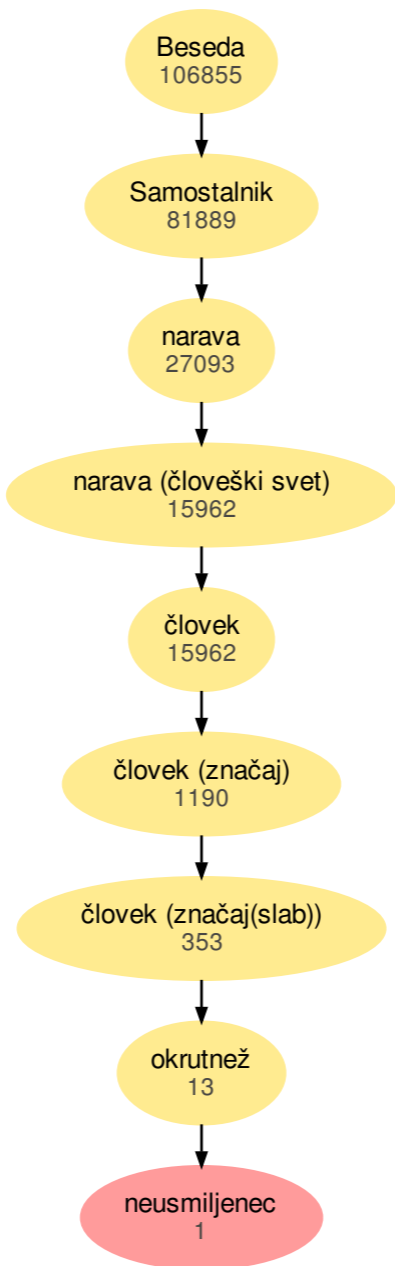 Beseda
106855
Samostalnik
81889
narava
27093
narava (človeški svet)
15962
človek
15962
človek (značaj)
1190
človek (značaj(slab))
353
okrutnež
13
neusmiljenec
1